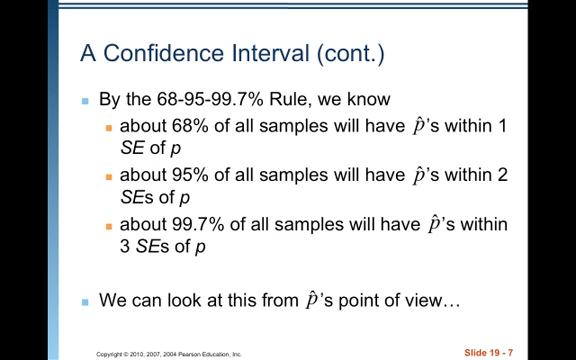 A Confidence Interval (cont.)
By the 68-95-99.7% Rule, we know
about 68% of all samples will have p̂'s within 1
SE of p
about 95% of all samples will have p̂'s within 2
SEs of p
about 99.7% of all samples will have p̂'s within
3 SEs of p
We can look at this from p̂'s point of view…
Copyright © 2010, 2007, 2004 Pearson Education, Inc.
Slide 19 - 7